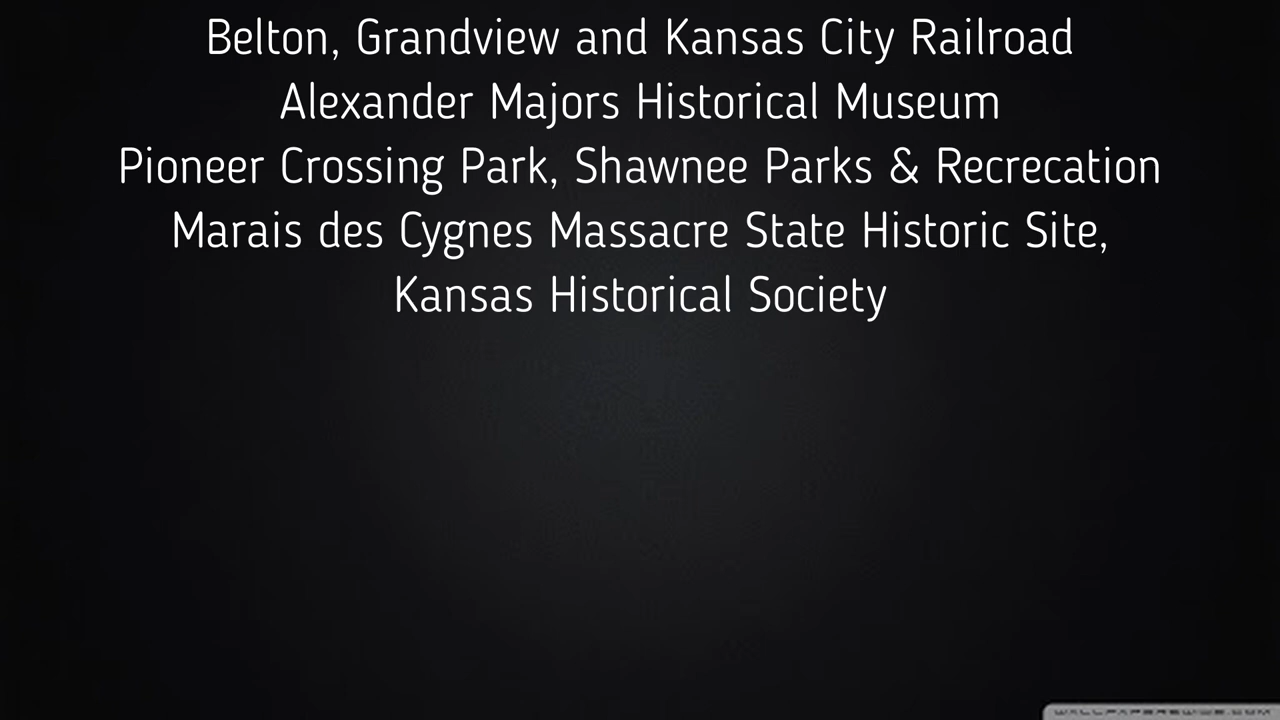 Belton, Grandview and Kansas City Railroad
Alexander Majors Historical Museum
Pioneer Crossing Park, Shawnee Parks & Recrecation
Marais des Cygnes Massacre State Historic Site,
Kansas Historical Society